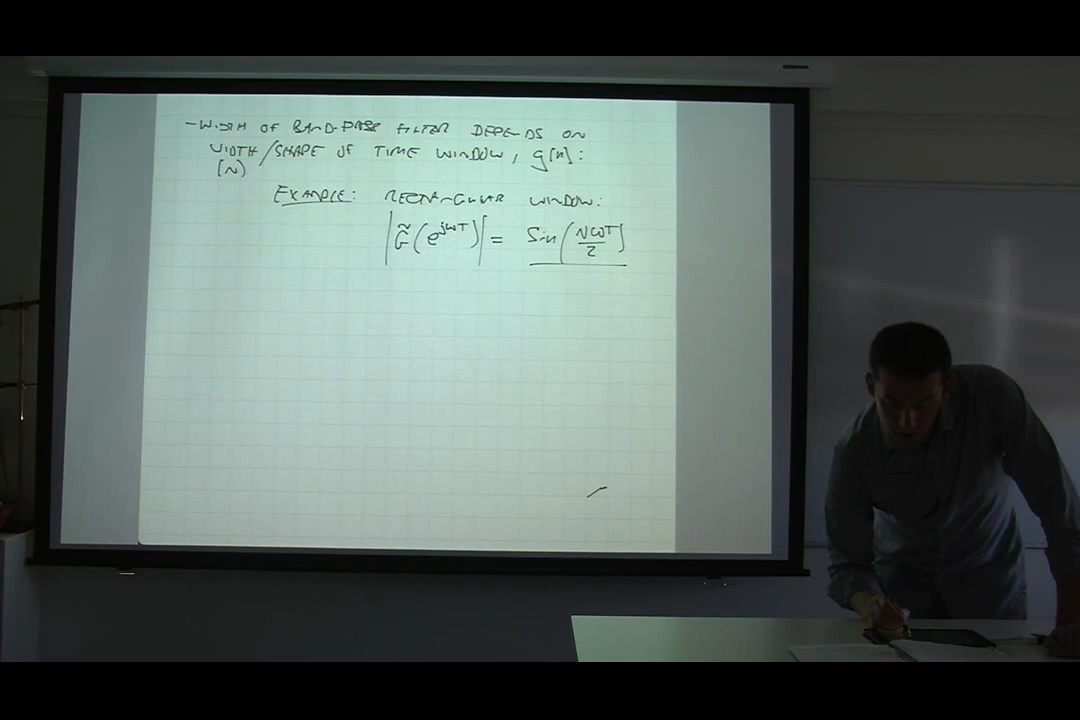 - WIDTH OF BAND-PASS FILTER DEPENDS ON
WIDTH/SHAPE OF TIME WINDOW, g[n]:
(N)
EXAMPLE: RECTANGULAR WINDOW:
|G̃(e^{jωT})| = Sin(NωT/2)